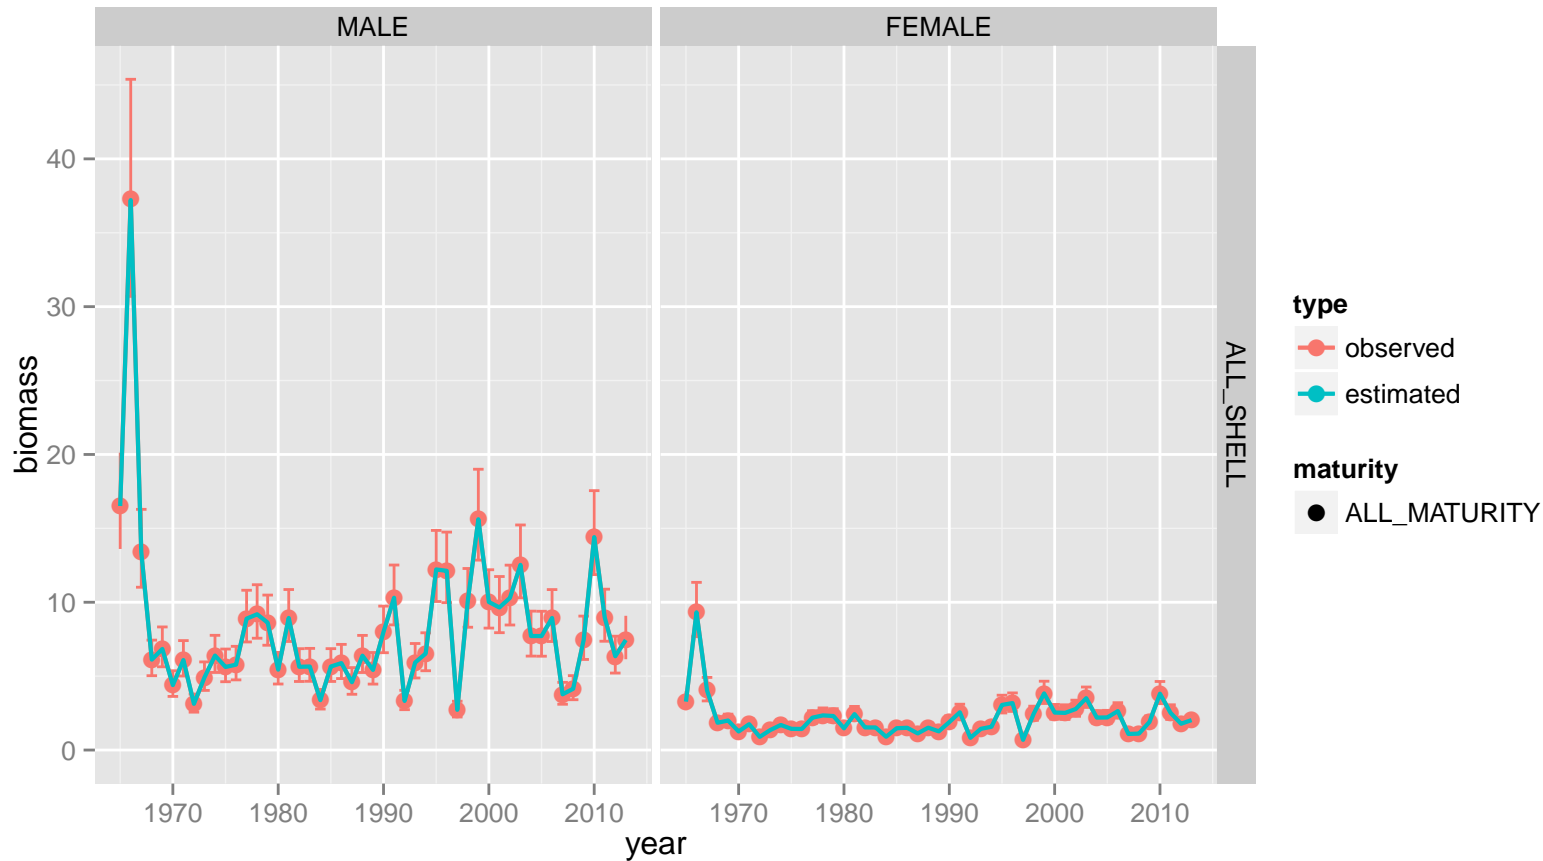 MALE
FEMALE
ALL_SHELL
biomass
40
30
20
10
0
1970 1980 1990 2000 2010
1970 1980 1990 2000 2010
year
type
observed
estimated
maturity
ALL_MATURITY